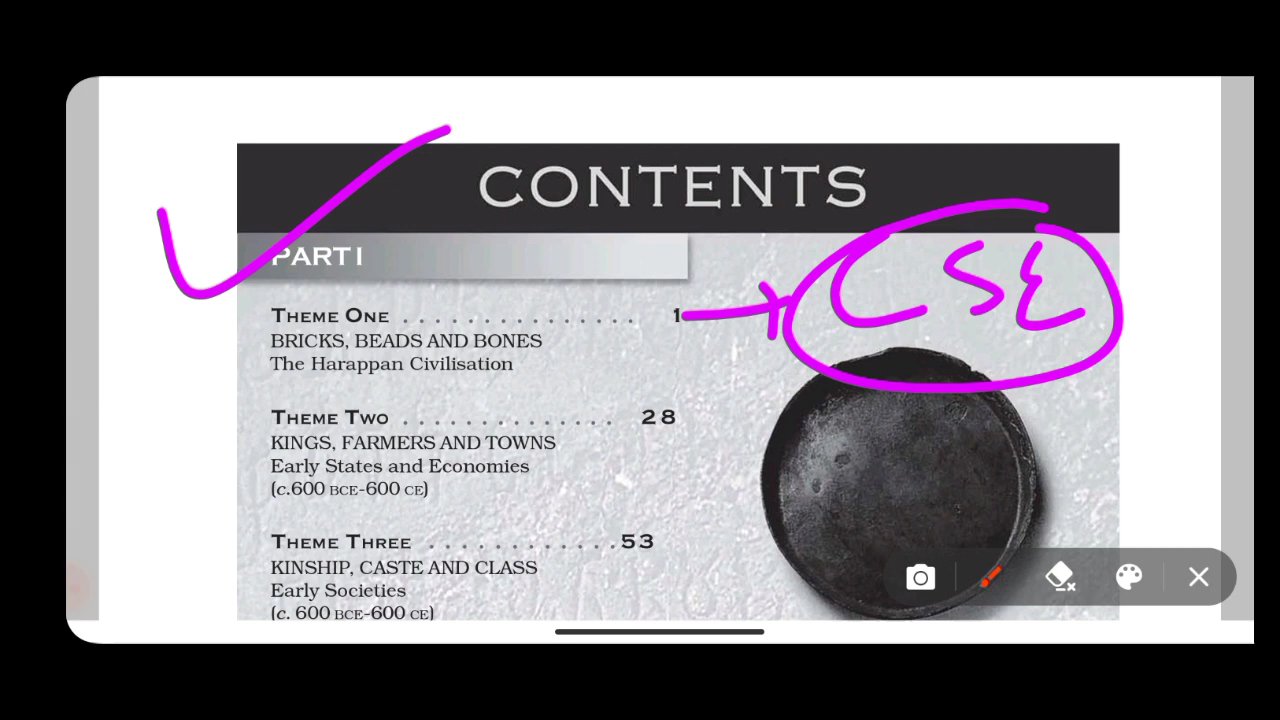 CONTENTS
PART I
CSE
THEME ONE . . . . . . . . . . . . . . . 1
BRICKS, BEADS AND BONES
The Harappan Civilisation
THEME TWO . . . . . . . . . . . . . . 28
KINGS, FARMERS AND TOWNS
Early States and Economies
(c.600 BCE-600 CE)
THEME THREE . . . . . . . . . . . . . 53
KINSHIP, CASTE AND CLASS
Early Societies
(c. 600 BCE-600 CE)